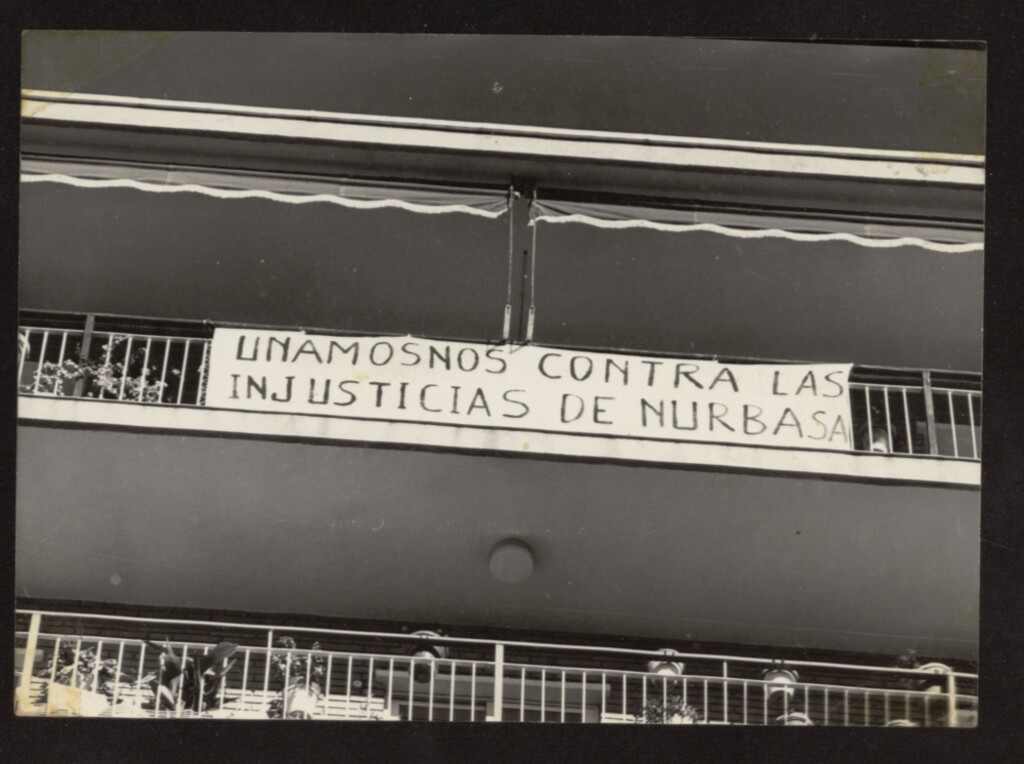 UNAMOSNOS CONTRA LAS
INJUSTICIAS DE NURBASA